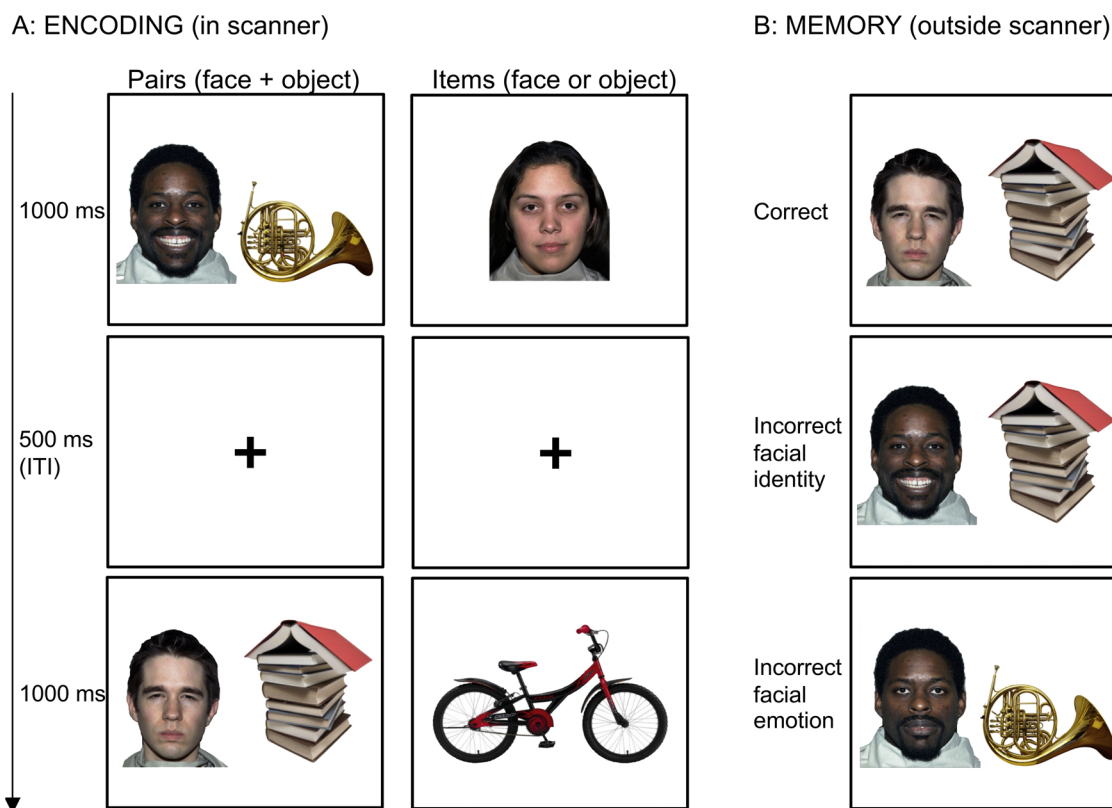 A: ENCODING (in scanner)
B: MEMORY (outside scanner)
Pairs (face + object)
Items (face or object)
1000 ms
500 ms
(ITI)
1000 ms
Correct
Incorrect
facial
identity
Incorrect
facial
emotion